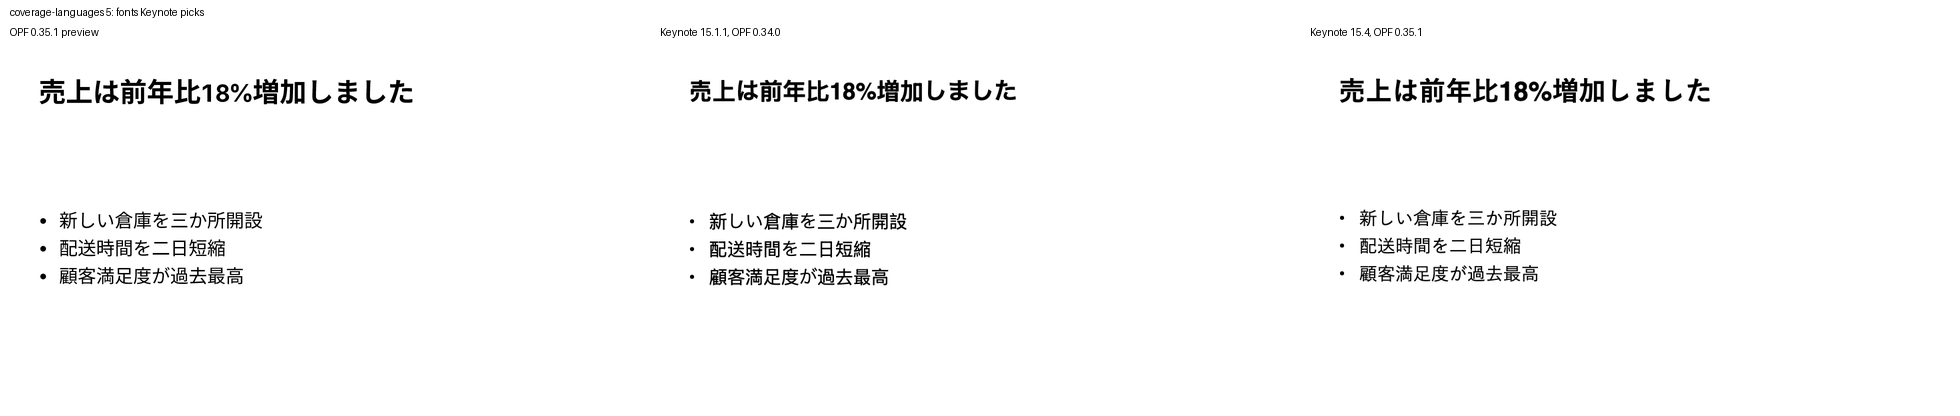 coverage-languages 5: fonts Keynote picks
OPF 0.35.1 preview
売上は前年比18%増加しました
• 新しい倉庫を三か所開設
• 配送時間を二日短縮
• 顧客満足度が過去最高
Keynote 15.1.1, OPF 0.34.0
売上は前年比18%増加しました
• 新しい倉庫を三か所開設
• 配送時間を二日短縮
• 顧客満足度が過去最高
Keynote 15.4, OPF 0.35.1
売上は前年比18%増加しました
• 新しい倉庫を三か所開設
• 配送時間を二日短縮
• 顧客満足度が過去最高